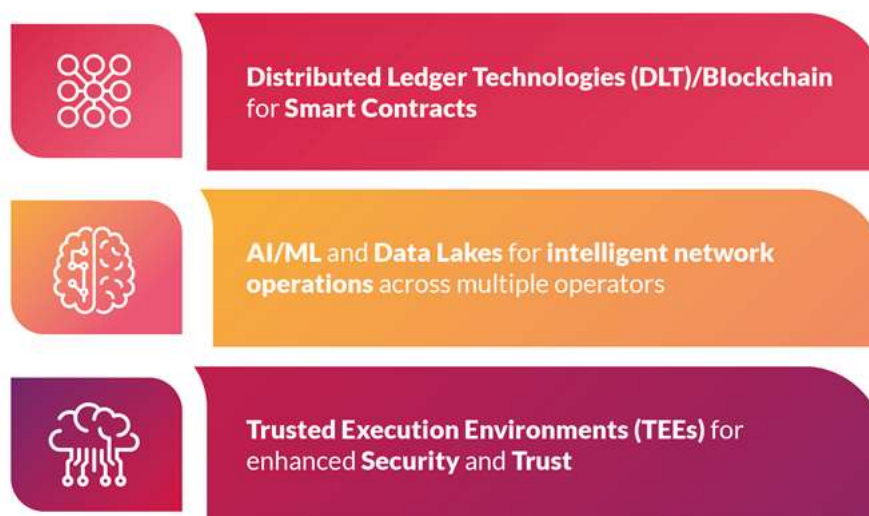 Distributed Ledger Technologies (DLT)/Blockchain
for Smart Contracts
AI/ML and Data Lakes for intelligent network
operations across multiple operators
Trusted Execution Environments (TEEs) for
enhanced Security and Trust